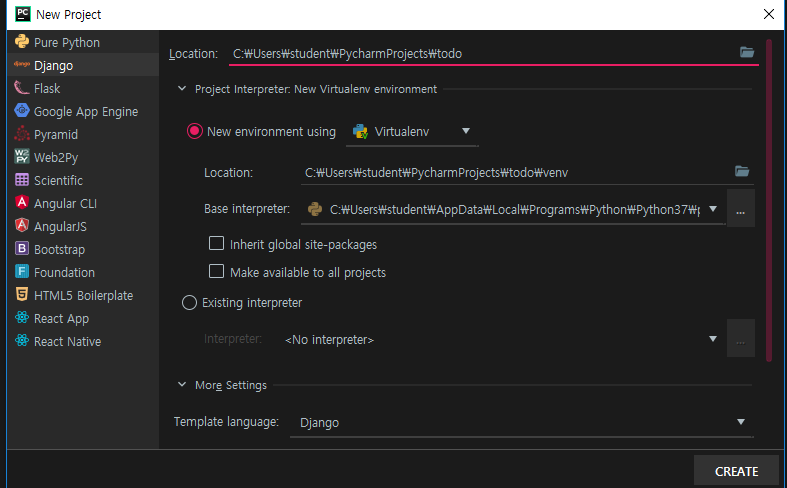 PC
New Project
Pure Python
Django
Flask
Google App Engine
Pyramid
Web2Py
Scientific
Angular CLI
AngularJS
Bootstrap
Foundation
HTML5 Boilerplate
React App
React Native
Location: C:₩Users₩student₩PycharmProjects₩todo
Project Interpreter: New Virtualenv environment
New environment using Virtualenv
Location: C:₩Users₩student₩PycharmProjects₩todo₩venv
Base interpreter: C:₩Users₩student₩AppData₩Local₩Programs₩Python₩Python37₩p ...
Inherit global site-packages
Make available to all projects
Existing interpreter
Interpreter: <No interpreter> ...
More Settings
Template language: Django
CREATE